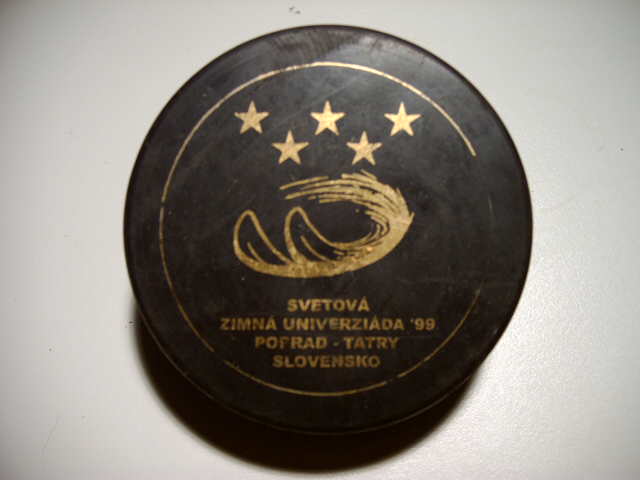 SVETOVÁ
ZIMNÁ UNIVERZIÁDA '99
POPRAD - TATRY
SLOVENSKO